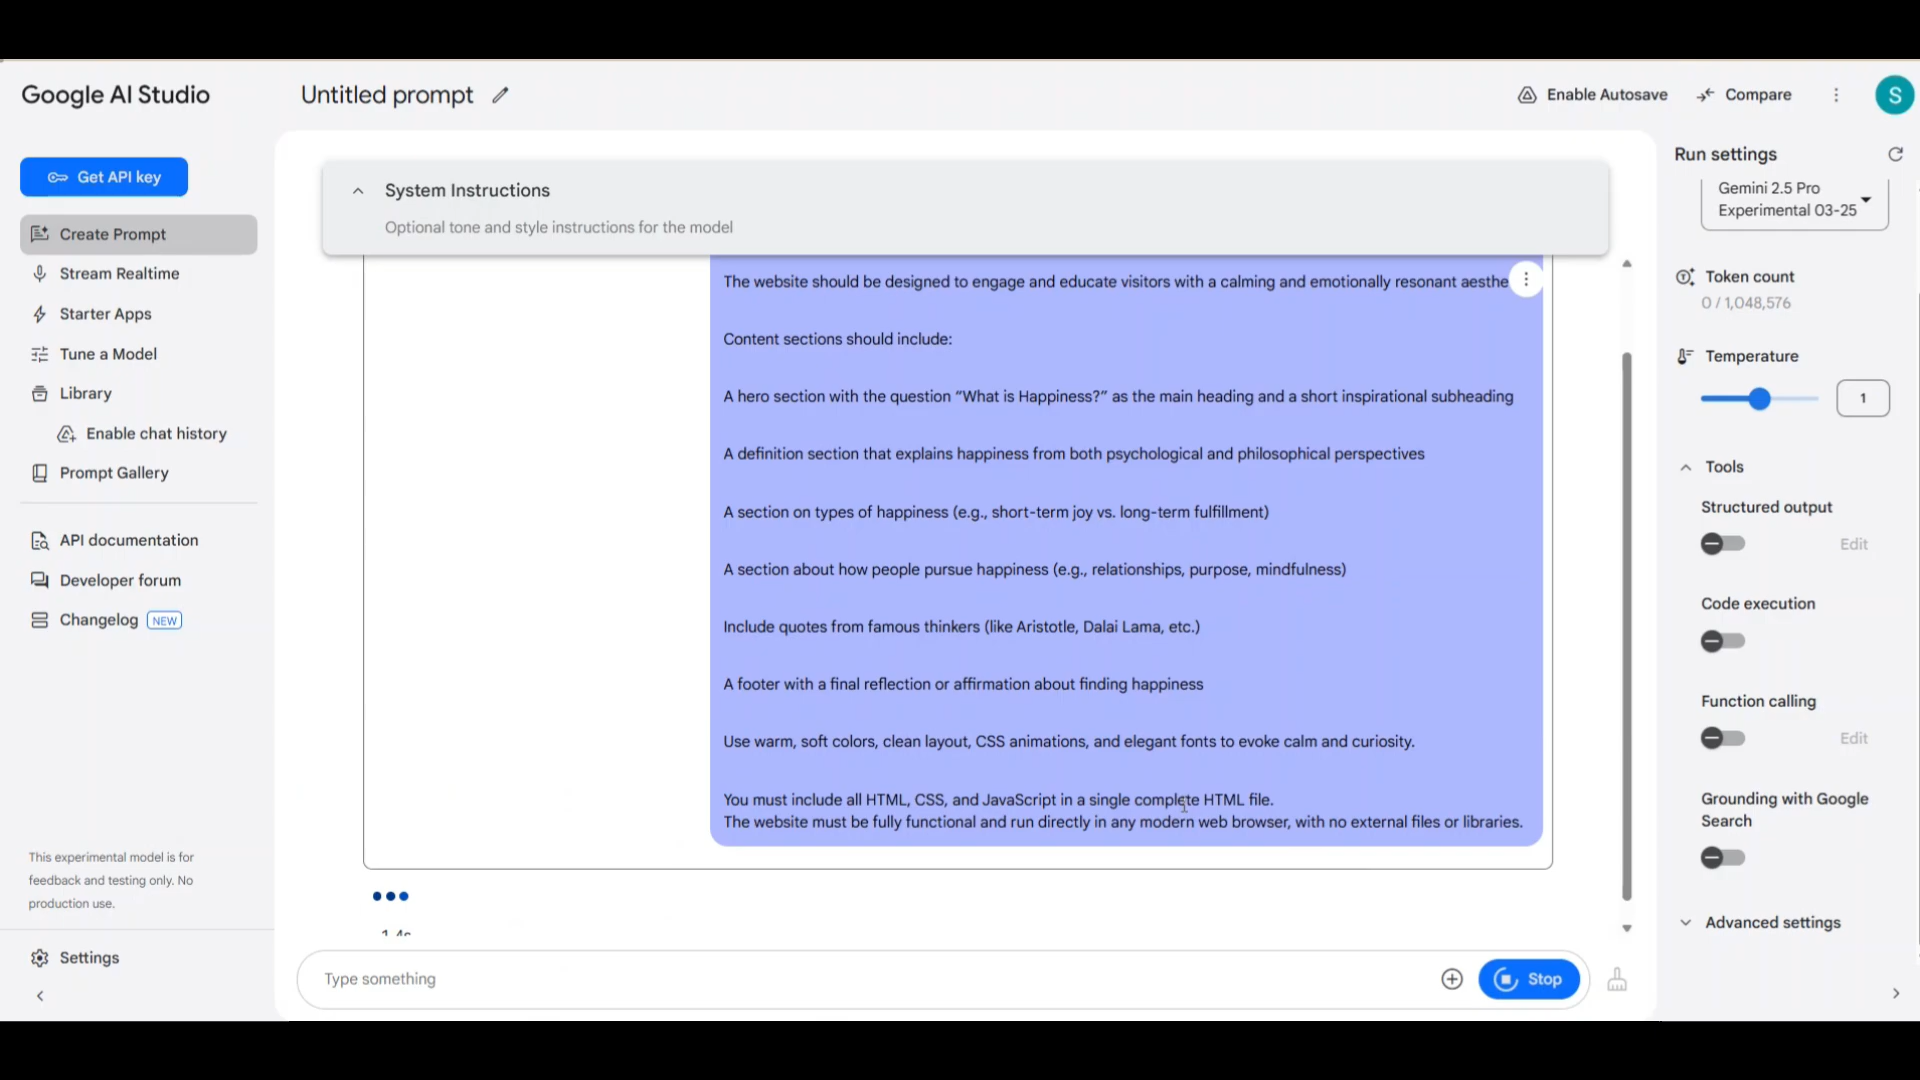 Google AI Studio
Untitled prompt
Enable Autosave
Compare
S
Get API key
Create Prompt
Stream Realtime
Starter Apps
Tune a Model
Library
Enable chat history
Prompt Gallery
API documentation
Developer forum
Changelog NEW
This experimental model is for
feedback and testing only. No
production use.
Settings
System Instructions
Optional tone and style instructions for the model
The website should be designed to engage and educate visitors with a calming and emotionally resonant aesthe
Content sections should include:
A hero section with the question “What is Happiness?” as the main heading and a short inspirational subheading
A definition section that explains happiness from both psychological and philosophical perspectives
A section on types of happiness (e.g., short-term joy vs. long-term fulfillment)
A section about how people pursue happiness (e.g., relationships, purpose, mindfulness)
Include quotes from famous thinkers (like Aristotle, Dalai Lama, etc.)
A footer with a final reflection or affirmation about finding happiness
Use warm, soft colors, clean layout, CSS animations, and elegant fonts to evoke calm and curiosity.
You must include all HTML, CSS, and JavaScript in a single complete HTML file.
The website must be fully functional and run directly in any modern web browser, with no external files or libraries.
1.4s
Type something
Stop
Run settings
Gemini 2.5 Pro
Experimental 03-25
Token count
0 / 1,048,576
Temperature
1
Tools
Structured output
Edit
Code execution
Function calling
Edit
Grounding with Google
Search
Advanced settings